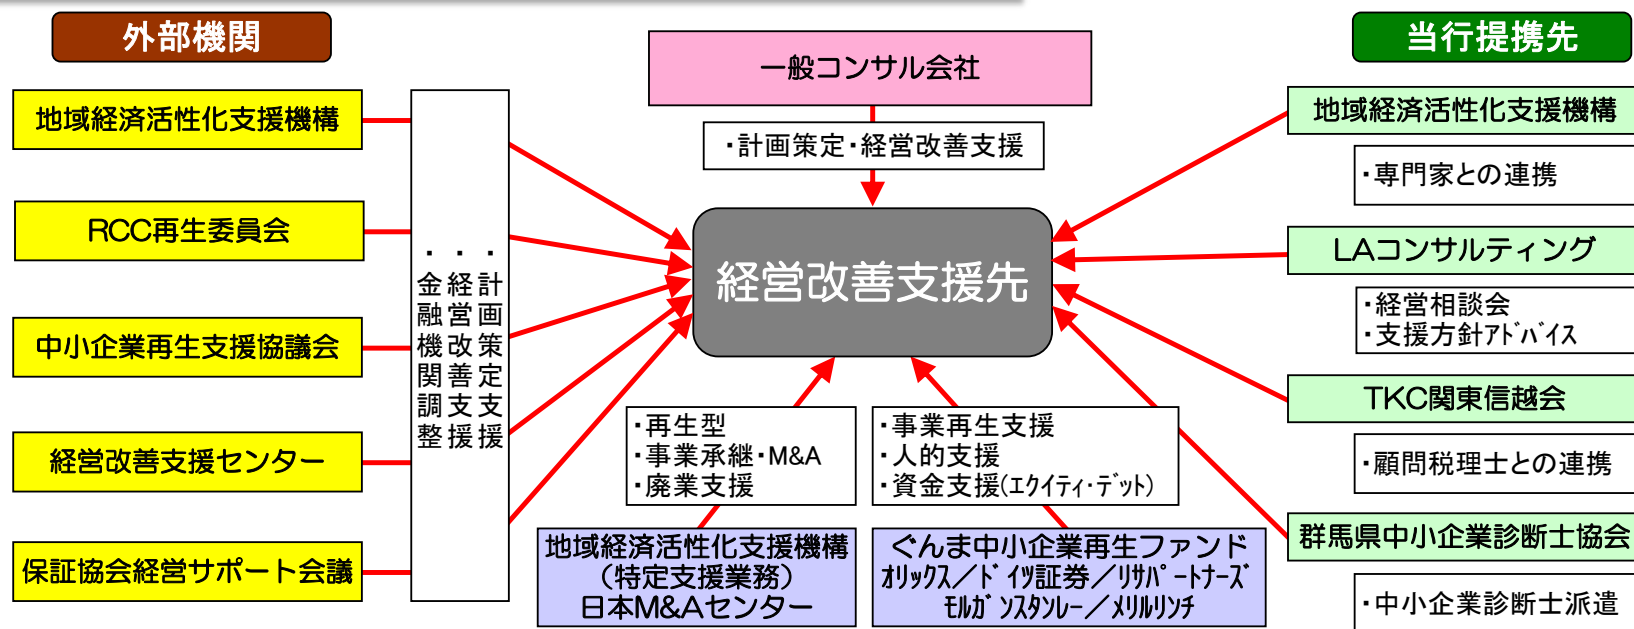 外部機関
地域経済活性化支援機構
RCC再生委員会
中小企業再生支援協議会
経営改善支援センター
保証協会経営サポート会議
・計画策定支援
・経営改善支援
・金融機関調整
一般コンサル会社
・計画策定・経営改善支援
経営改善支援先
・再生型
・事業承継・M&A
・廃業支援
地域経済活性化支援機構
（特定支援業務）
日本M&Aセンター
・事業再生支援
・人的支援
・資金支援(ｴｸｲﾃｨ・ﾃﾞｯﾄ)
ぐんま中小企業再生ファンド
ｵﾘｯｸｽ／ﾄﾞｲﾂ証券／ﾘｻﾊﾟｰﾄﾅｰｽﾞ
ﾓﾙｶﾞﾝｽﾀﾝﾚｰ／ﾒﾘﾙﾘﾝﾁ
当行提携先
地域経済活性化支援機構
・専門家との連携
LAコンサルティング
・経営相談会
・支援方針ｱﾄﾞﾊﾞｲｽ
TKC関東信越会
・顧問税理士との連携
群馬県中小企業診断士協会
・中小企業診断士派遣